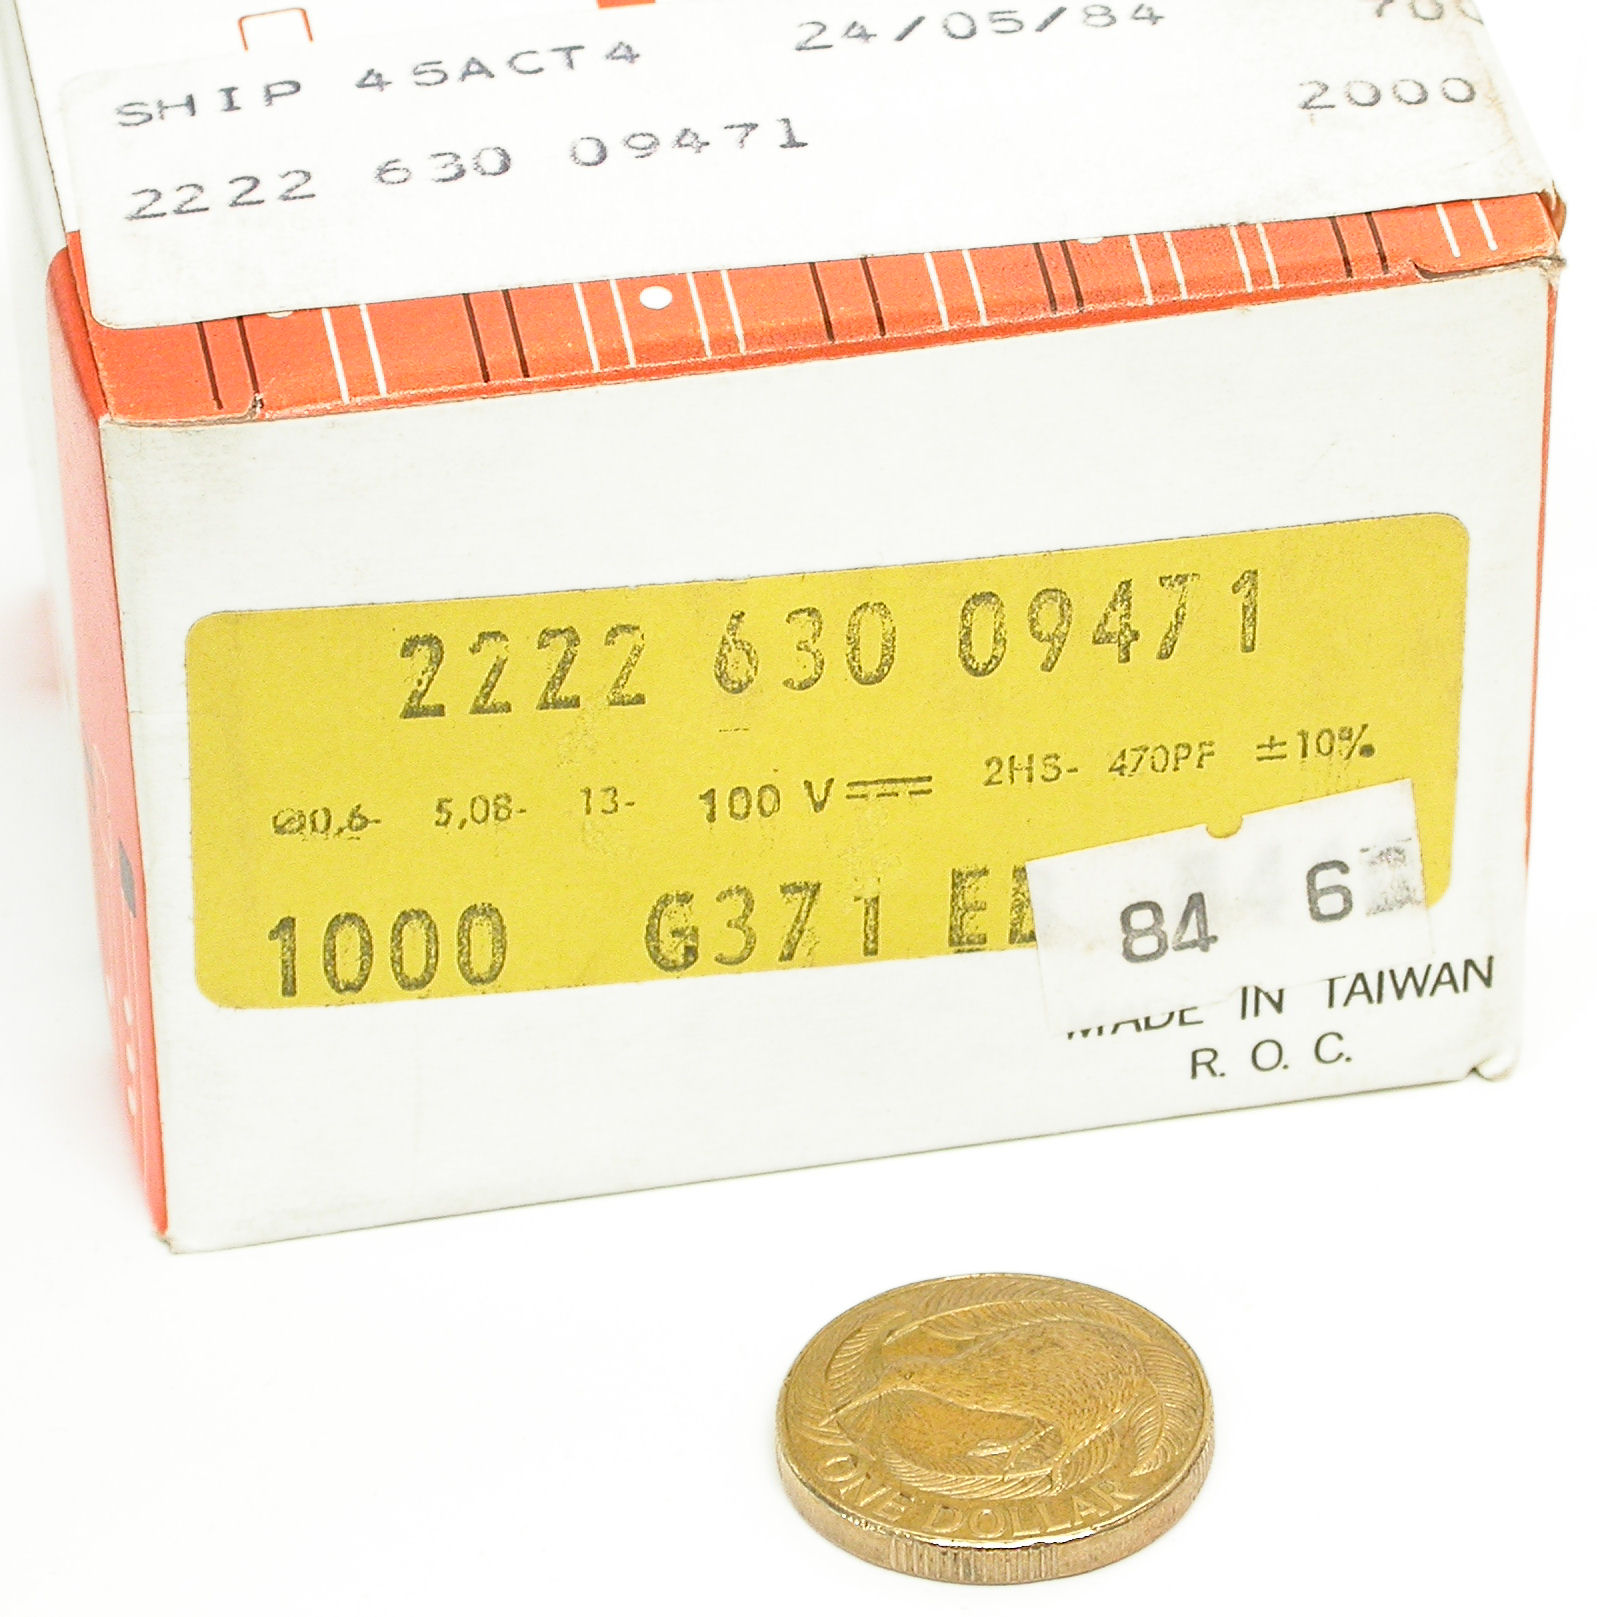 SHIP 45ACT4 24/05/84
2222 630 09471 2000
2222 630 09471
⌀0,6- 5,08- 13- 100 V 2HS- 470PF ±10%
1000 G371
84 6
MADE IN TAIWAN
R. O. C.
ONE DOLLAR